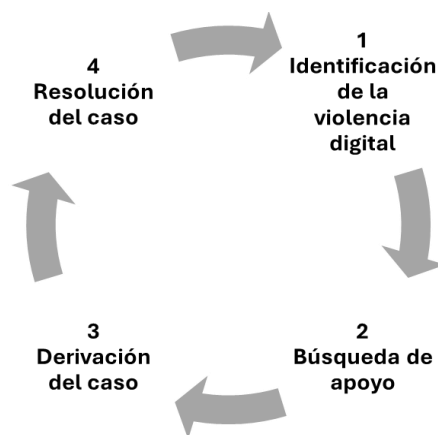 1
Identificación
de la
violencia
digital
2
Búsqueda de
apoyo
3
Derivación
del caso
4
Resolución
del caso